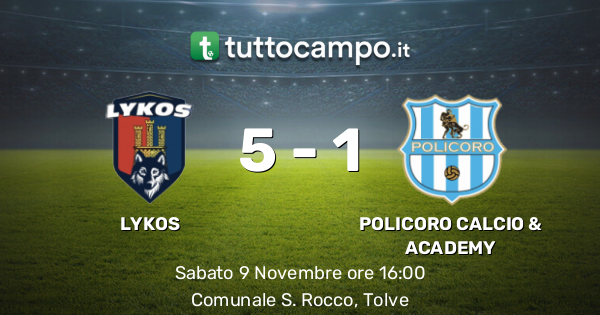 tuttocampo.it
LYKOS
5 - 1
POLICORO
LYKOS
POLICORO CALCIO &
ACADEMY
Sabato 9 Novembre ore 16:00
Comunale S. Rocco, Tolve